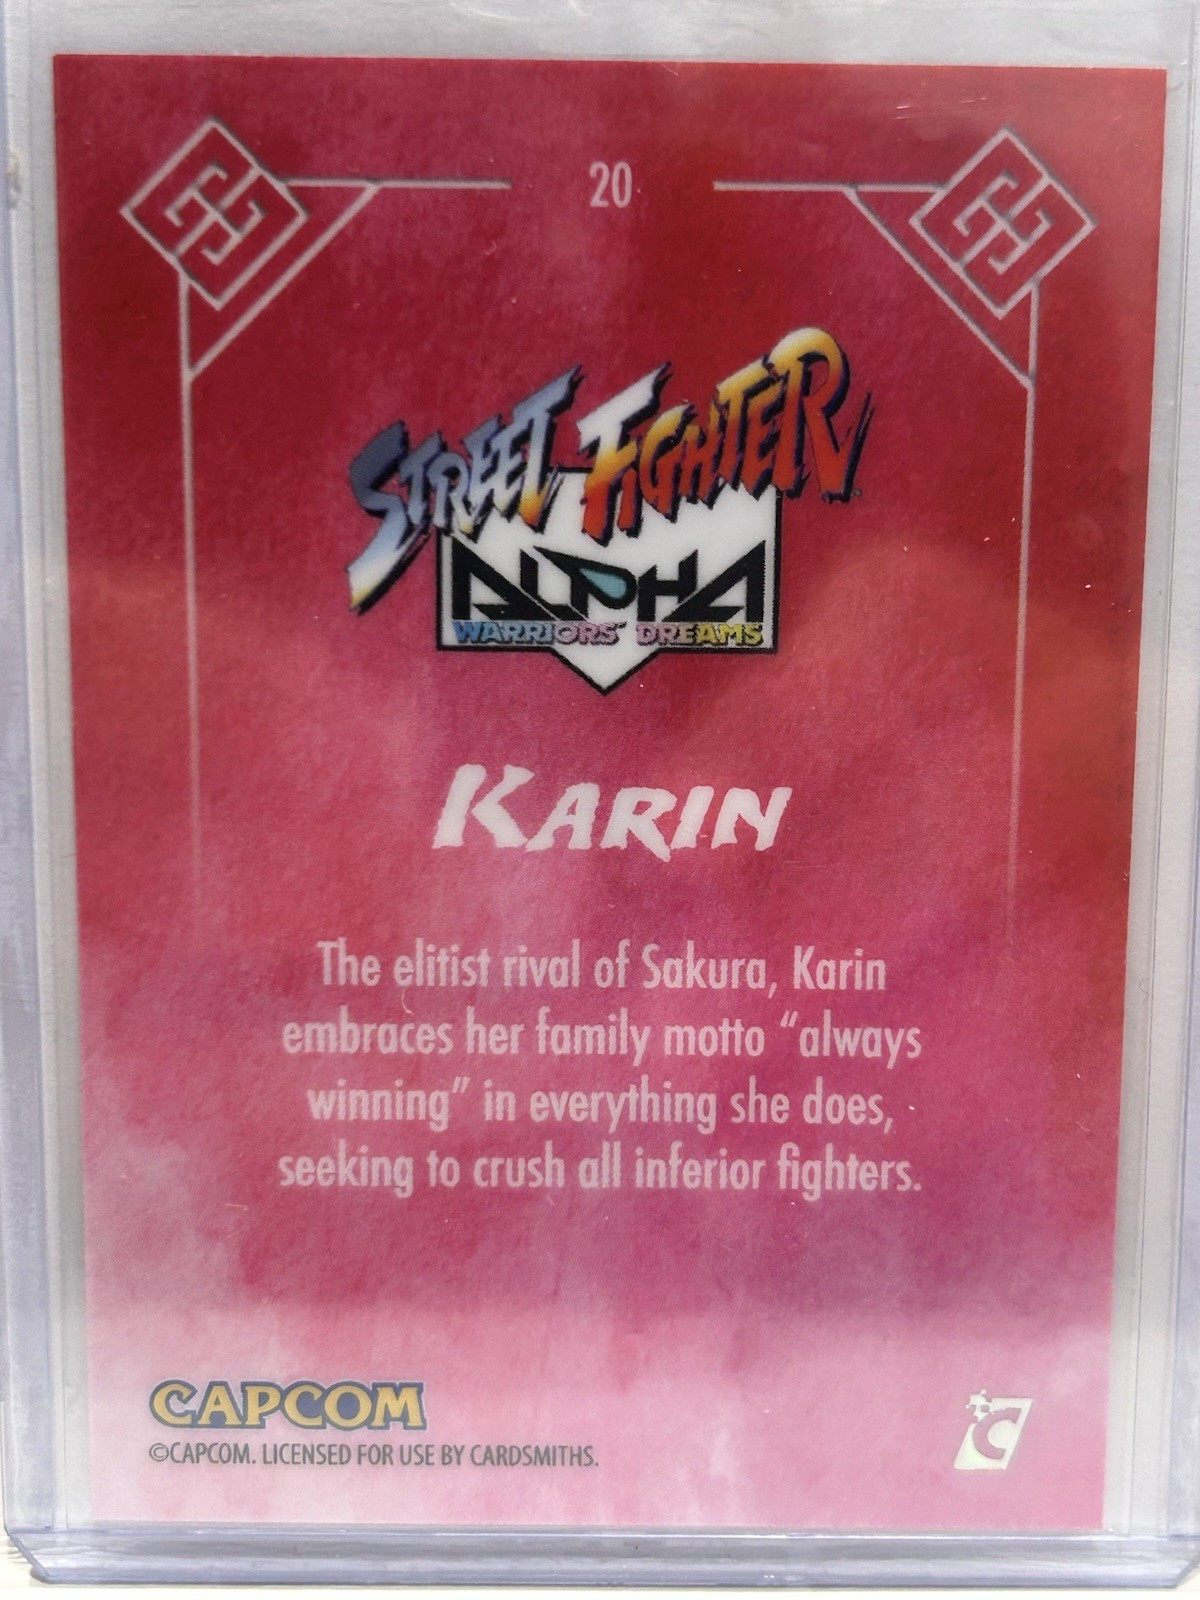 20
STREET FIGHTER
ALPHA
WARRIORS' DREAMS
KARIN
The elitist rival of Sakura, Karin
embraces her family motto “always
winning” in everything she does,
seeking to crush all inferior fighters.
CAPCOM
©CAPCOM. LICENSED FOR USE BY CARDSMITHS.
C